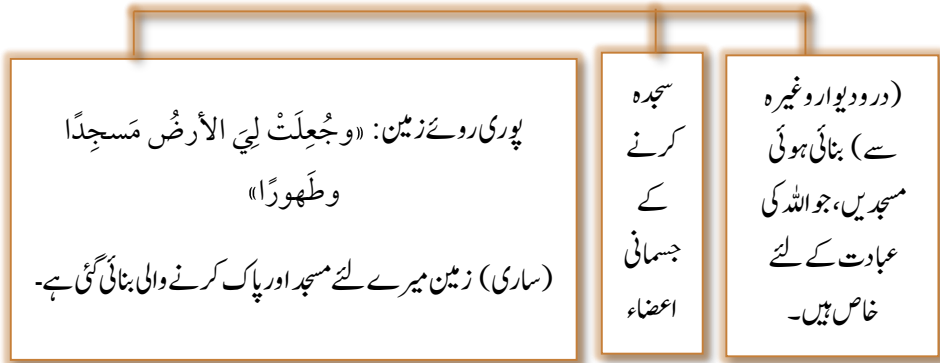 (درودیوار وغیرہ
سے) بنائی ہوئی
مسجدیں، جو اللہ کی
عبادت کے لئے
خاص ہیں۔
سجدہ
کرنے
کے
جسمانی
اعضاء
پوری روئے زمین: «وجُعِلَتْ لِيَ الأرضُ مَسجِدًا
وطَهورًا»
(ساری) زمین میرے لئے مسجد اور پاک کرنے والی بنائی گئی ہے۔